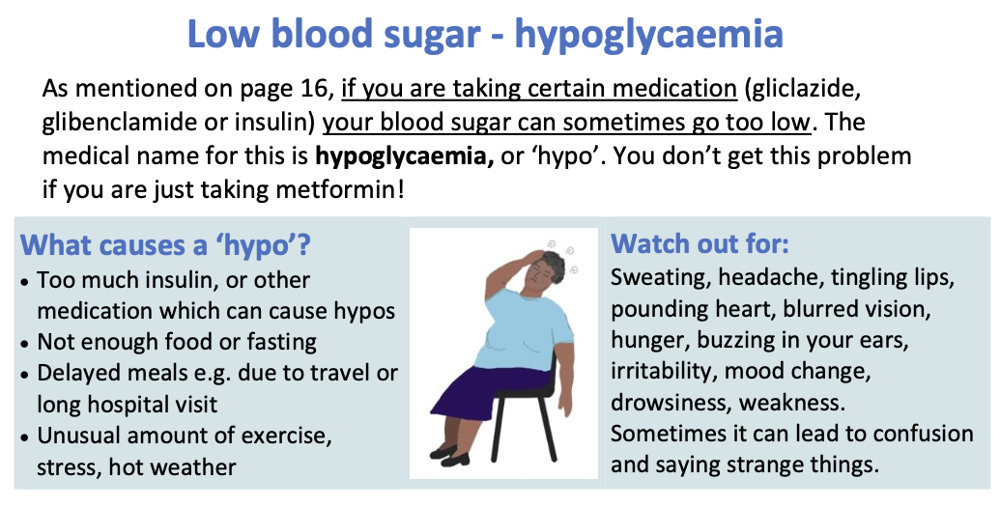 Low blood sugar - hypoglycaemia
As mentioned on page 16, if you are taking certain medication (gliclazide,
glibenclamide or insulin) your blood sugar can sometimes go too low. The
medical name for this is hypoglycaemia, or ‘hypo’. You don’t get this problem
if you are just taking metformin!
What causes a ‘hypo’?
• Too much insulin, or other
medication which can cause hypos
• Not enough food or fasting
• Delayed meals e.g. due to travel or
long hospital visit
• Unusual amount of exercise,
stress, hot weather
Watch out for:
Sweating, headache, tingling lips,
pounding heart, blurred vision,
hunger, buzzing in your ears,
irritability, mood change,
drowsiness, weakness.
Sometimes it can lead to confusion
and saying strange things.